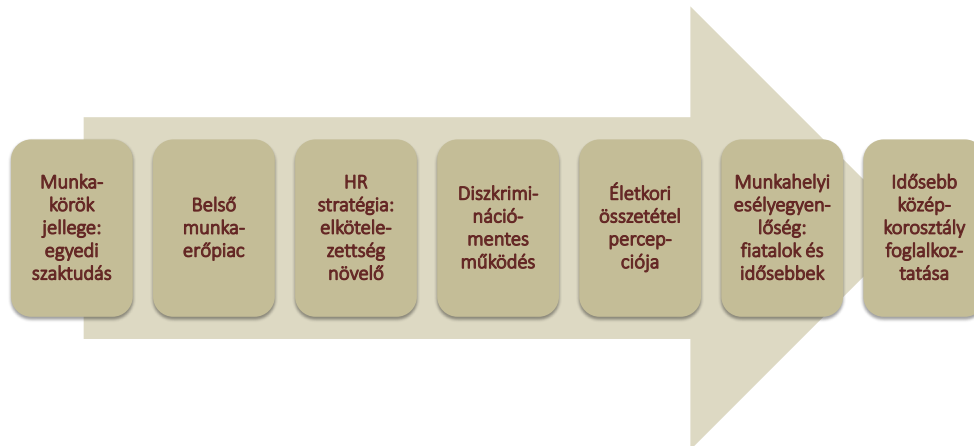 Munka-
körök
jellege:
egyedi
szaktudás
Belső
munka-
erőpiac
HR
stratégia:
elkötele-
zettség
növelő
Diszkrimi-
náció-
mentes
működés
Életkori
összetétel
percep-
ciója
Munkahelyi
esélyegyen-
lőség:
fiatalok és
idősebbek
Idősebb
közép-
korosztály
foglalkoz-
tatása